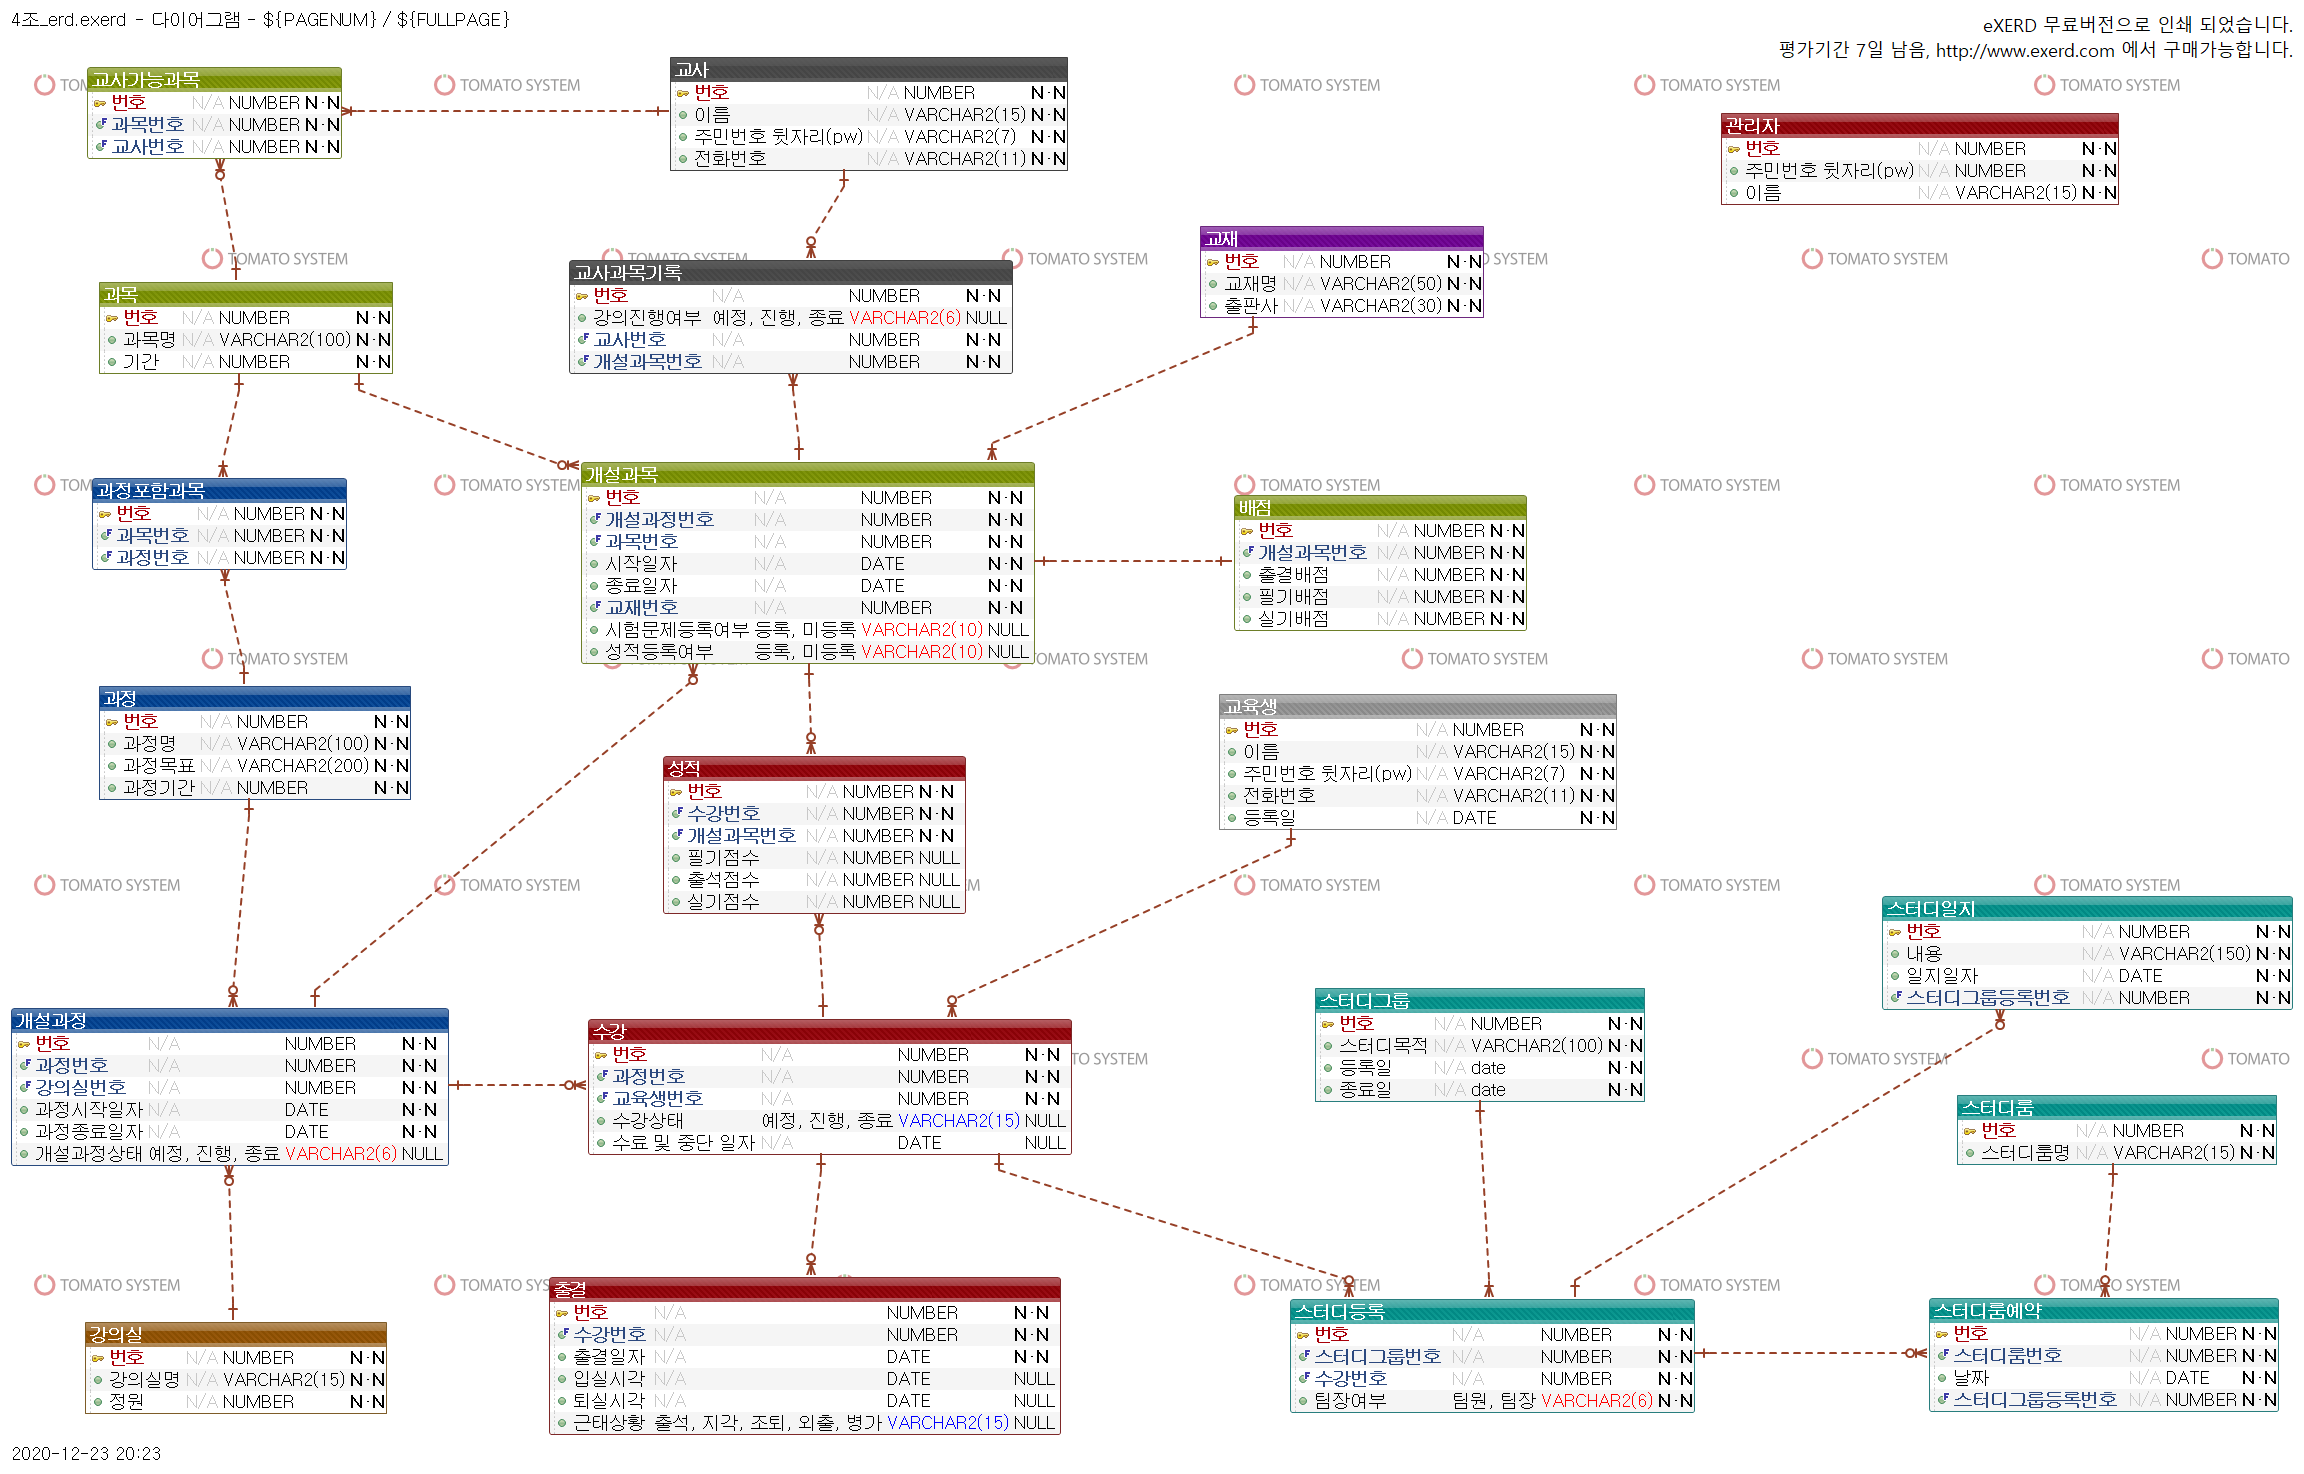 4조_erd.exerd - 다이어그램 - ${PAGENUM} / ${FULLPAGE}
eXERD 무료버전으로 인쇄 되었습니다.
평가기간 7일 남음, http://www.exerd.com 에서 구매가능합니다.
교사가능과목
번호 N/A NUMBER N·N
과목번호 N/A NUMBER N·N
교사번호 N/A NUMBER N·N
교사
번호 N/A NUMBER N·N
이름 N/A VARCHAR2(15) N·N
주민번호 뒷자리(pw) N/A VARCHAR2(7) N·N
전화번호 N/A VARCHAR2(11) N·N
관리자
번호 N/A NUMBER N·N
주민번호 뒷자리(pw) N/A NUMBER N·N
이름 N/A VARCHAR2(15) N·N
교재
번호 N/A NUMBER N·N
교재명 N/A VARCHAR2(50) N·N
출판사 N/A VARCHAR2(30) N·N
교사과목기록
번호 N/A NUMBER N·N
강의진행여부 예정, 진행, 종료 VARCHAR2(6) NULL
교사번호 N/A NUMBER N·N
개설과목번호 N/A NUMBER N·N
과목
번호 N/A NUMBER N·N
과목명 N/A VARCHAR2(100) N·N
기간 N/A NUMBER N·N
개설과목
번호 N/A NUMBER N·N
개설과정번호 N/A NUMBER N·N
과목번호 N/A NUMBER N·N
시작일자 N/A DATE N·N
종료일자 N/A DATE N·N
교재번호 N/A NUMBER N·N
시험문제등록여부 등록, 미등록 VARCHAR2(10) NULL
성적등록여부 등록, 미등록 VARCHAR2(10) NULL
과정포함과목
번호 N/A NUMBER N·N
과목번호 N/A NUMBER N·N
과정번호 N/A NUMBER N·N
배점
번호 N/A NUMBER N·N
개설과목번호 N/A NUMBER N·N
출결배점 N/A NUMBER N·N
필기배점 N/A NUMBER N·N
실기배점 N/A NUMBER N·N
과정
번호 N/A NUMBER N·N
과정명 N/A VARCHAR2(100) N·N
과정목표 N/A VARCHAR2(200) N·N
과정기간 N/A NUMBER N·N
교육생
번호 N/A NUMBER N·N
이름 N/A VARCHAR2(15) N·N
주민번호 뒷자리(pw) N/A VARCHAR2(7) N·N
전화번호 N/A VARCHAR2(11) N·N
등록일 N/A DATE N·N
성적
번호 N/A NUMBER N·N
수강번호 N/A NUMBER N·N
개설과목번호 N/A NUMBER N·N
필기점수 N/A NUMBER NULL
출석점수 N/A NUMBER NULL
실기점수 N/A NUMBER NULL
스터디일지
번호 N/A NUMBER N·N
내용 N/A VARCHAR2(150) N·N
일지일자 N/A DATE N·N
스터디그룹등록번호 N/A NUMBER N·N
개설과정
번호 N/A NUMBER N·N
과정번호 N/A NUMBER N·N
강의실번호 N/A NUMBER N·N
과정시작일자 N/A DATE N·N
과정종료일자 N/A DATE N·N
개설과정상태 예정, 진행, 종료 VARCHAR2(6) NULL
수강
번호 N/A NUMBER N·N
과정번호 N/A NUMBER N·N
교육생번호 N/A NUMBER N·N
수강상태 예정, 진행, 종료 VARCHAR2(15) NULL
수료 및 중단 일자 N/A DATE NULL
스터디그룹
번호 N/A NUMBER N·N
스터디목적 N/A VARCHAR2(100) N·N
등록일 N/A date N·N
종료일 N/A date N·N
스터디룸
번호 N/A NUMBER N·N
스터디룸명 N/A VARCHAR2(15) N·N
강의실
번호 N/A NUMBER N·N
강의실명 N/A VARCHAR2(15) N·N
정원 N/A NUMBER N·N
출결
번호 N/A NUMBER N·N
수강번호 N/A NUMBER N·N
출결일자 N/A DATE N·N
입실시각 N/A DATE NULL
퇴실시각 N/A DATE NULL
근태상황 출석, 지각, 조퇴, 외출, 병가 VARCHAR2(15) NULL
스터디등록
번호 N/A NUMBER N·N
스터디그룹번호 N/A NUMBER N·N
수강번호 N/A NUMBER N·N
팀장여부 팀원, 팀장 VARCHAR2(6) N·N
스터디룸예약
번호 N/A NUMBER N·N
스터디룸번호 N/A NUMBER N·N
날짜 N/A DATE N·N
스터디그룹등록번호 N/A NUMBER N·N
2020-12-23 20:23